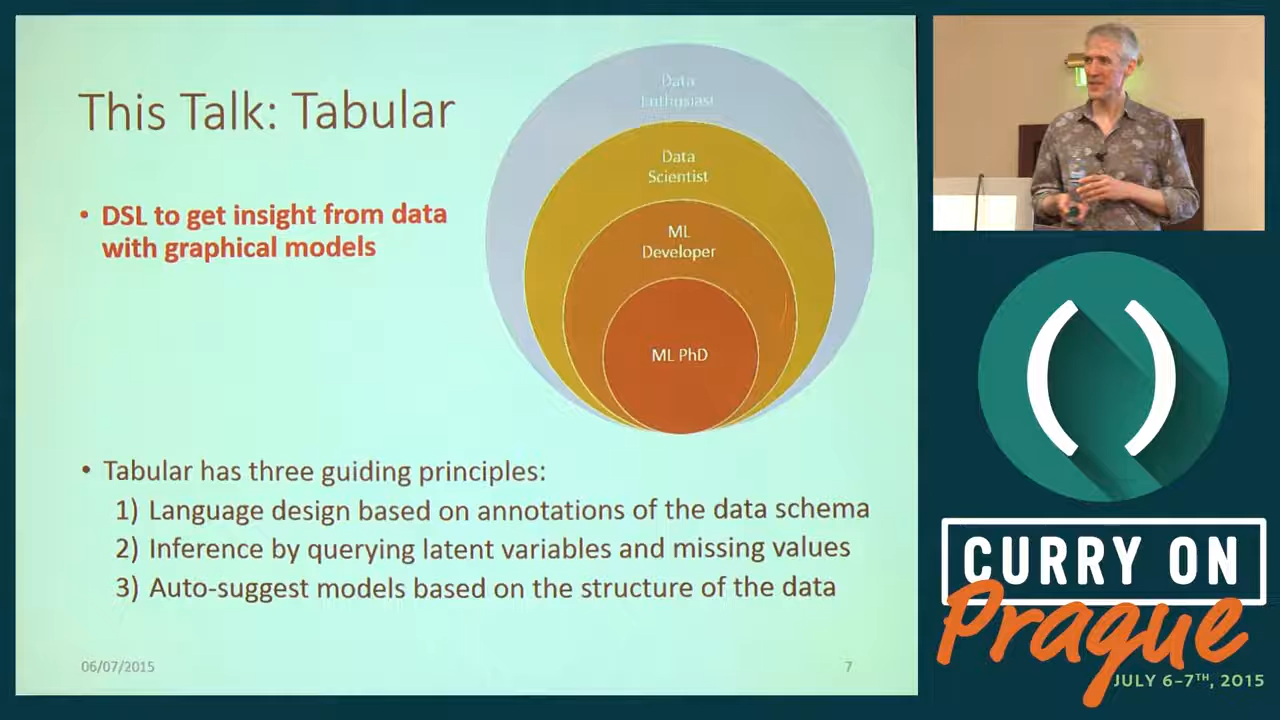 This Talk: Tabular
• DSL to get insight from data
with graphical models
Data
Enthusiast
Data
Scientist
ML
Developer
ML PhD
• Tabular has three guiding principles:
1) Language design based on annotations of the data schema
2) Inference by querying latent variables and missing values
3) Auto-suggest models based on the structure of the data
06/07/2015
7
( )
CURRY ON
Prague
JULY 6-7TH, 2015